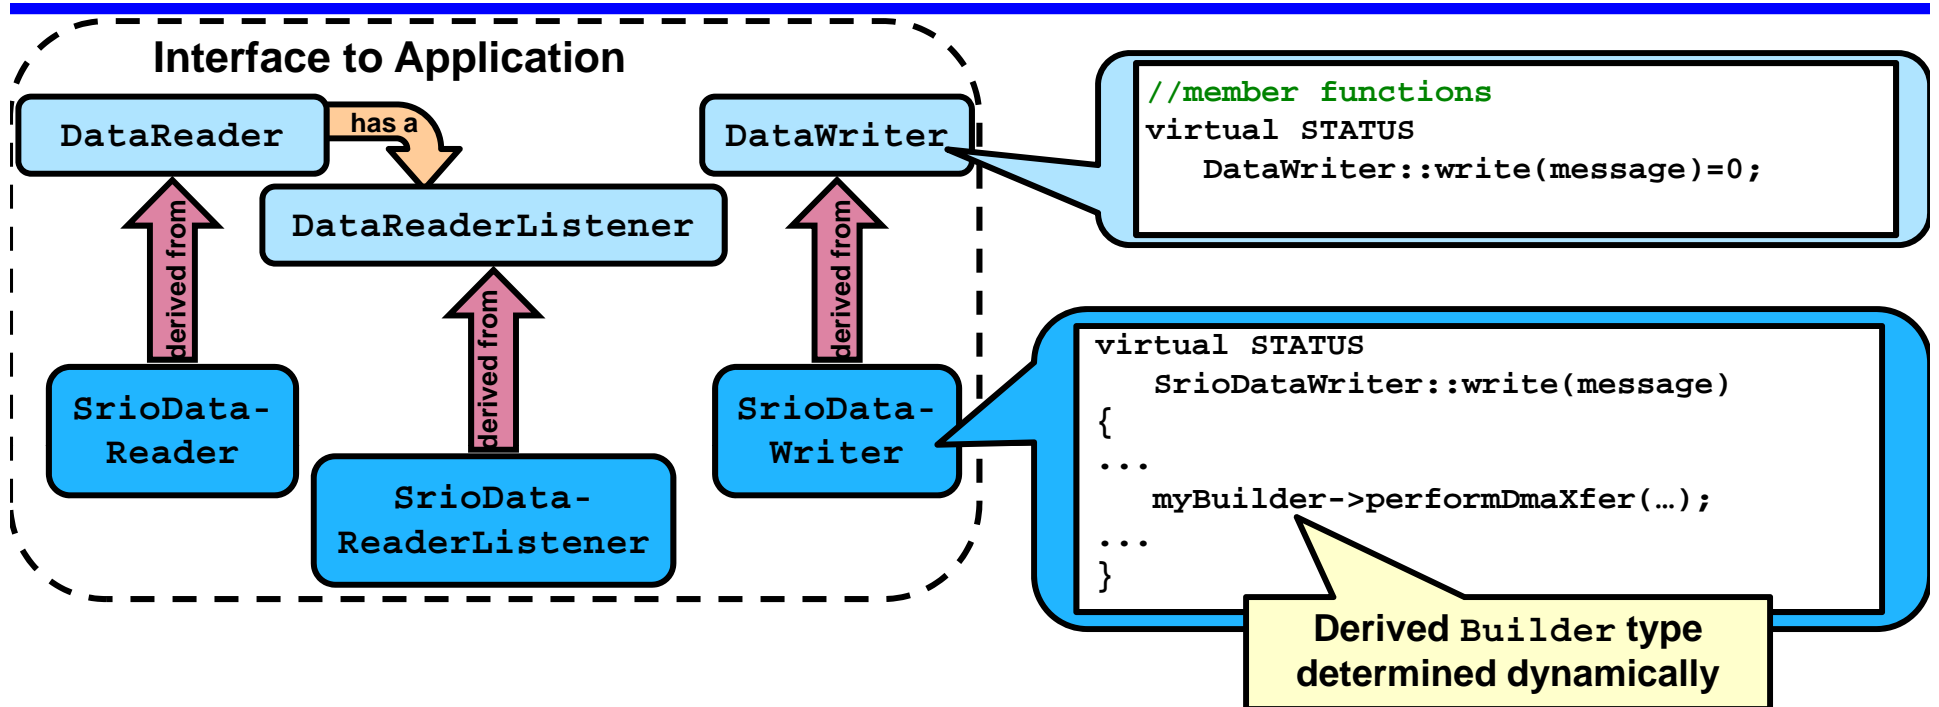 Interface to Application
DataReader
has a
DataWriter
DataReaderListener
derived from
derived from
derived from
SrioData-
Reader
SrioData-
ReaderListener
SrioData-
Writer
//member functions
virtual STATUS
DataWriter::write(message)=0;
virtual STATUS
SrioDataWriter::write(message)
{
...
myBuilder->performDmaXfer(…);
...
}
Derived Builder type
determined dynamically